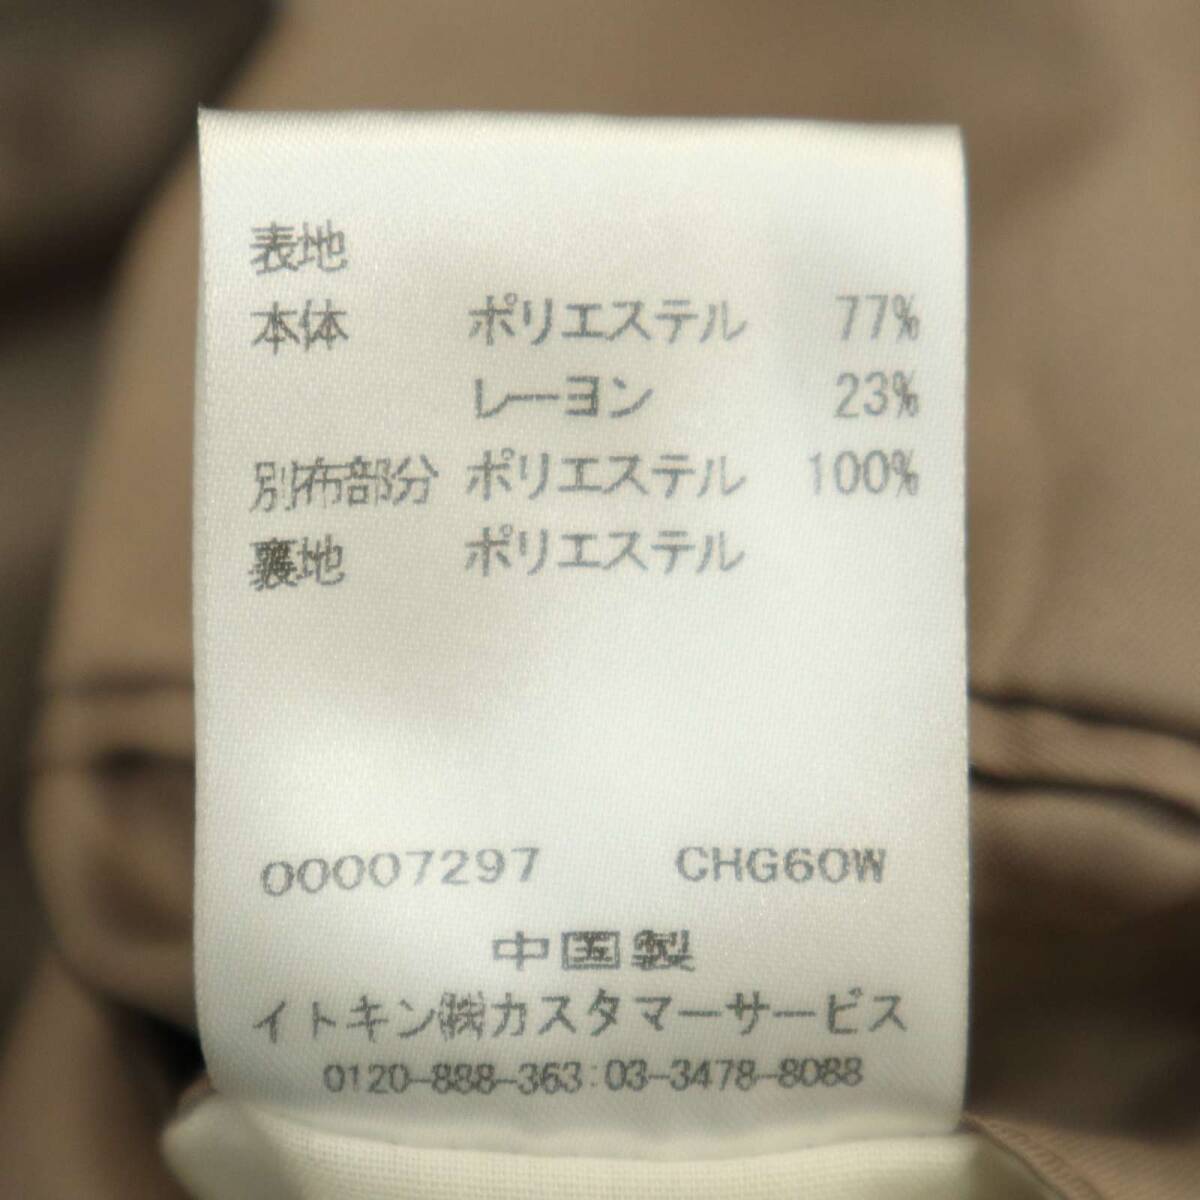 表地
本体 ポリエステル 77%
レーヨン 23%
別布部分 ポリエステル 100%
裏地 ポリエステル
00007297 CHG60W
中国製
イトキン㈱カスタマーサービス
0120-888-363:03-3478-8088